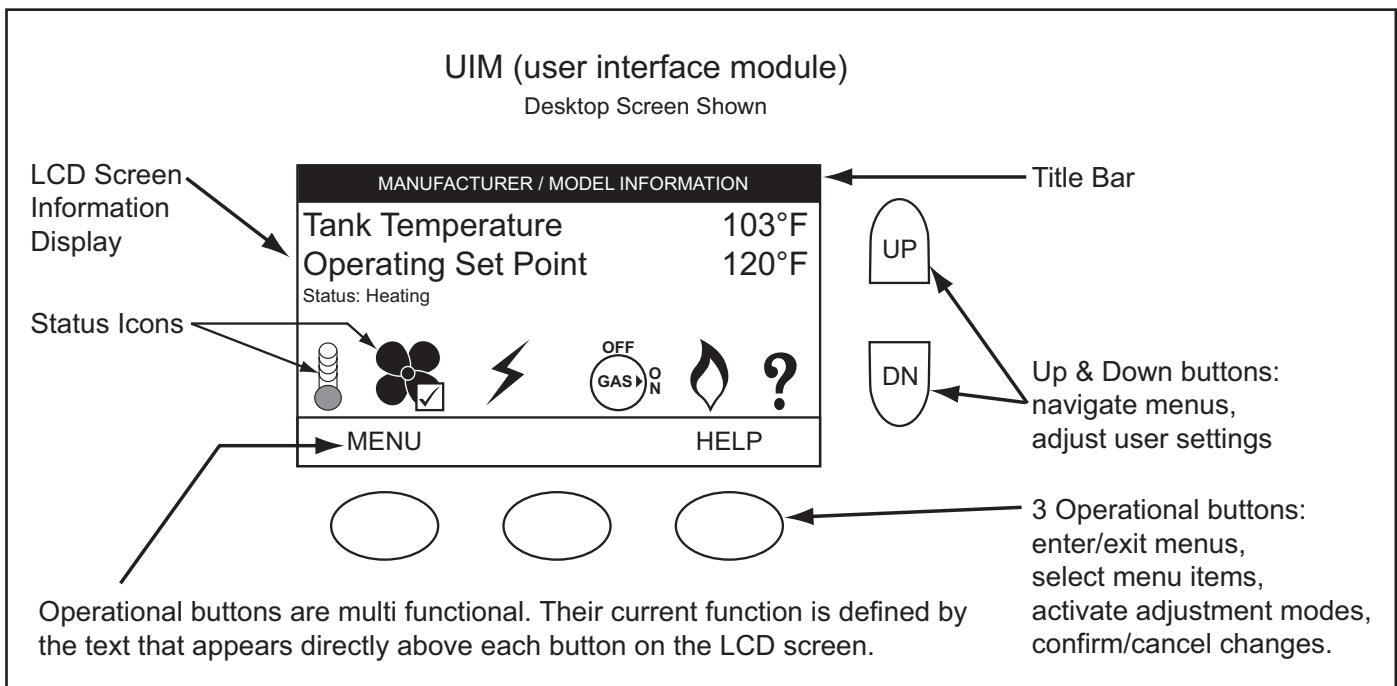 UIM (user interface module)
Desktop Screen Shown
LCD Screen
Information
Display
MANUFACTURER / MODEL INFORMATION
Title Bar
Tank Temperature 103°F
Operating Set Point 120°F
Status: Heating
UP
Status Icons
OFF
GAS
ON
?
DN
Up & Down buttons:
navigate menus,
adjust user settings
MENU HELP
3 Operational buttons:
enter/exit menus,
select menu items,
activate adjustment modes,
confirm/cancel changes.
Operational buttons are multi functional. Their current function is defined by
the text that appears directly above each button on the LCD screen.